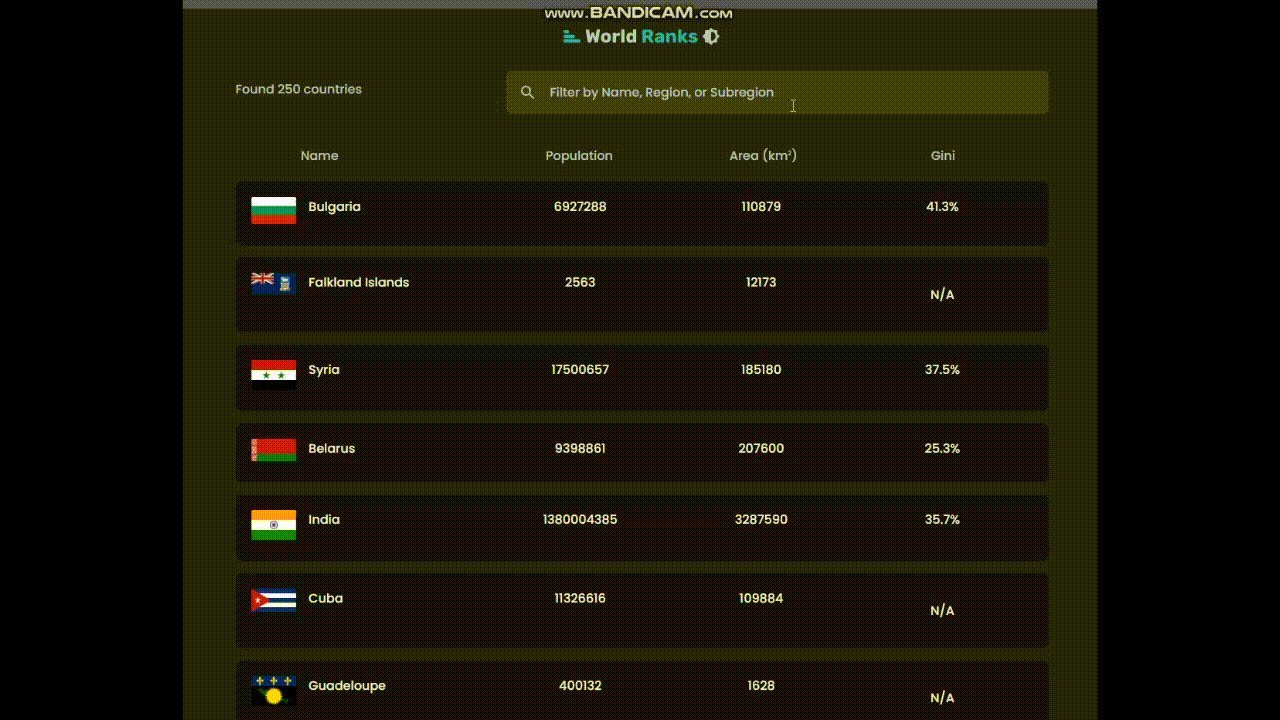 www.BANDICAM.com
World Ranks
Found 250 countries
Filter by Name, Region, or Subregion
Name Population Area (km²) Gini
Bulgaria 6927288 110879 41.3%
Falkland Islands 2563 12173 N/A
Syria 17500657 185180 37.5%
Belarus 9398861 207600 25.3%
India 1380004385 3287590 35.7%
Cuba 11326616 109884 N/A
Guadeloupe 400132 1628 N/A